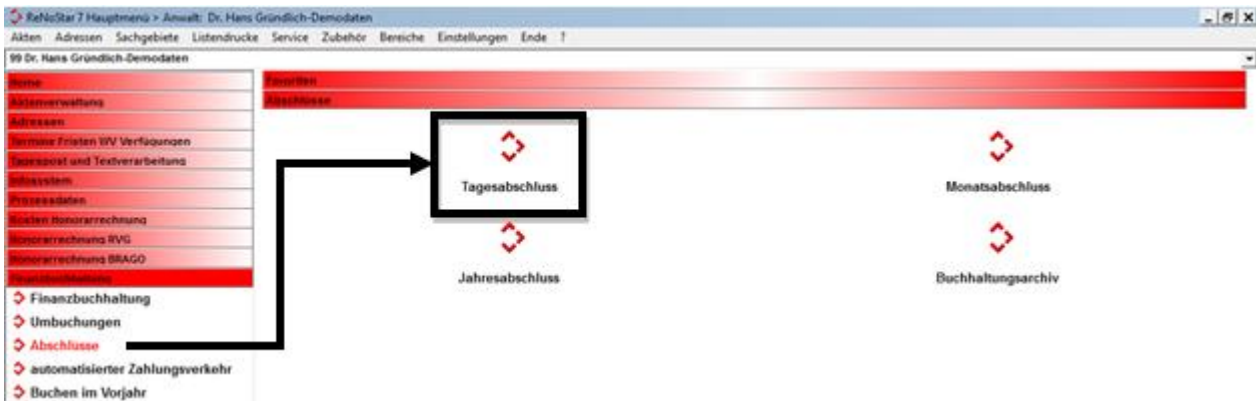 ReNoStar 7 Hauptmenü > Anwalt: Dr. Hans Gründlich-Demodaten
Akten Adressen Sachgebiete Listendrucke Service Zubehör Bereiche Einstellungen Ende ?
99 Dr. Hans Gründlich-Demodaten
Home
Favoriten
Aktenverwaltung
Abschlüsse
Adressen
Termine Fristen WV Verfügungen
Tagespost und Textverarbeitung
Infosystem
Prozessdaten
Kosten Honorarrechnung
Honorarrechnung RVG
Honorarrechnung BRAGO
Finanzbuchhaltung
Finanzbuchhaltung
Umbuchungen
Abschlüsse
automatisierter Zahlungsverkehr
Buchen im Vorjahr
Tagesabschluss
Monatsabschluss
Jahresabschluss
Buchhaltungsarchiv